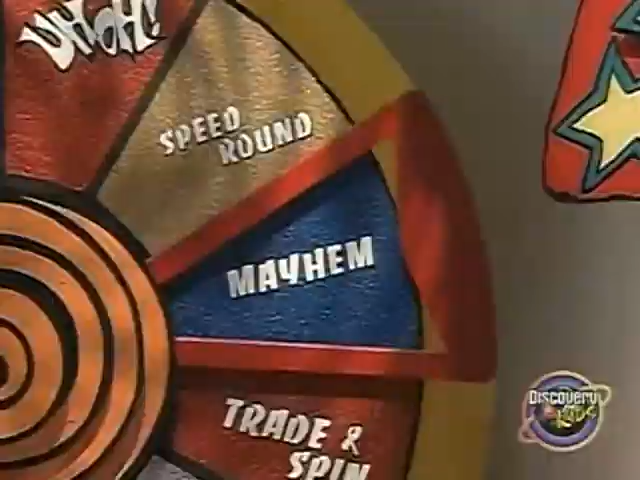 UH OH!
SPEED
ROUND
MAYHEM
TRADE &
SPIN
DISCOVERY
KIDS